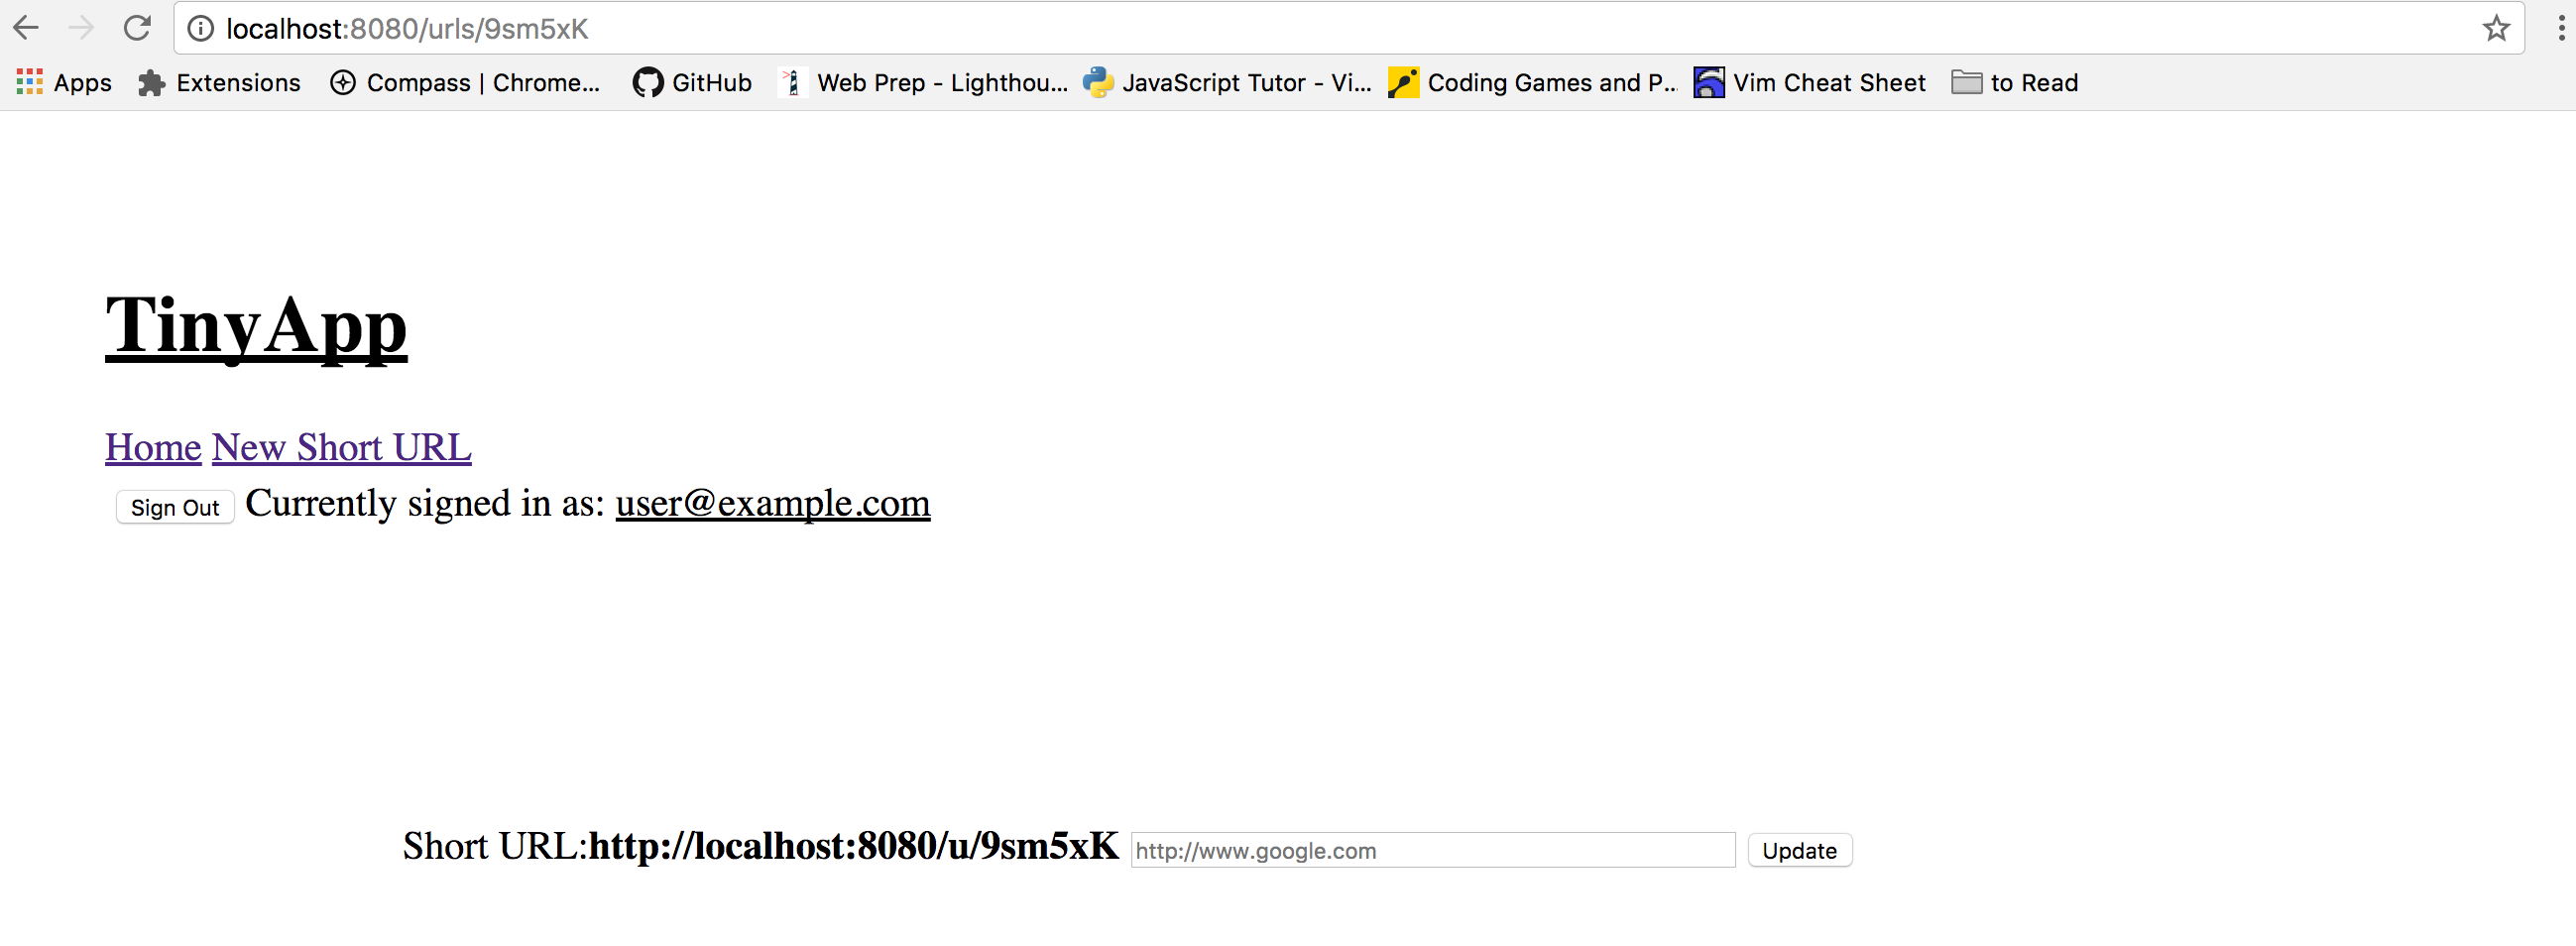 localhost:8080/urls/9sm5xK
Apps Extensions Compass | Chrome... GitHub Web Prep - Lighthou... JavaScript Tutor - Vi... Coding Games and P... Vim Cheat Sheet to Read
TinyApp
Home New Short URL
Sign Out Currently signed in as: user@example.com
Short URL:http://localhost:8080/u/9sm5xK http://www.google.com Update